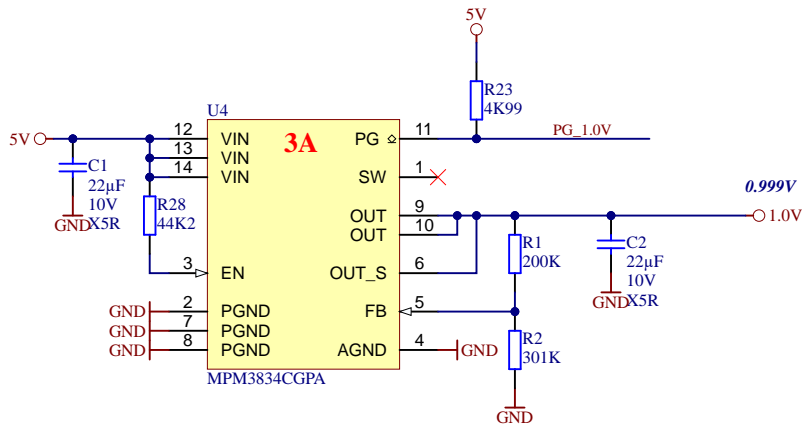 5V
R23
4K99
U4
3A
5V
12
VIN
13
VIN
14
VIN
PG
11
PG_1.0V
C1
22µF
10V
X5R
GND
SW
1
R28
44K2
0.999V
OUT
9
OUT
10
1.0V
R1
200K
C2
22µF
10V
X5R
GND
3
EN
OUT_S
6
GND
2
PGND
FB
5
GND
7
PGND
GND
8
PGND
AGND
4
GND
R2
301K
MPM3834CGPA
GND